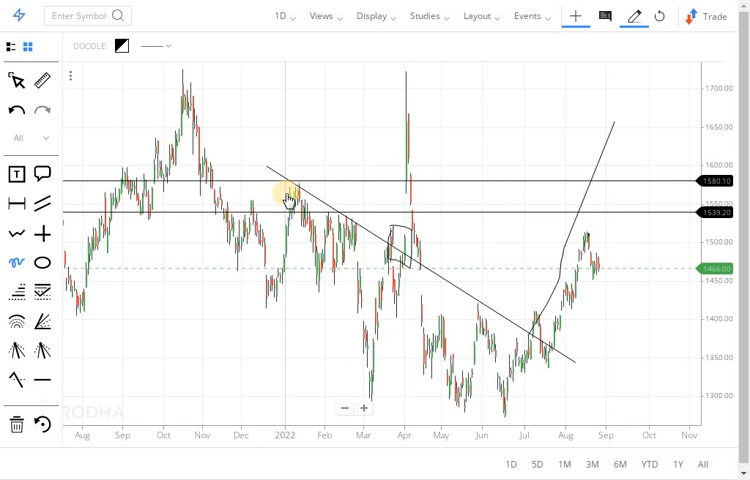 Enter Symbol
1D
Views
Display
Studies
Layout
Events
Trade
DOODLE:
All
T
1700.00
1650.00
1600.00
1580.10
1539.20
1500.00
1466.00
1450.00
1400.00
1350.00
1300.00
RODHA
Aug Sep Oct Nov Dec 2022 Feb Mar Apr May Jun Jul Aug Sep Oct Nov
1D 5D 1M 3M 6M YTD 1Y All